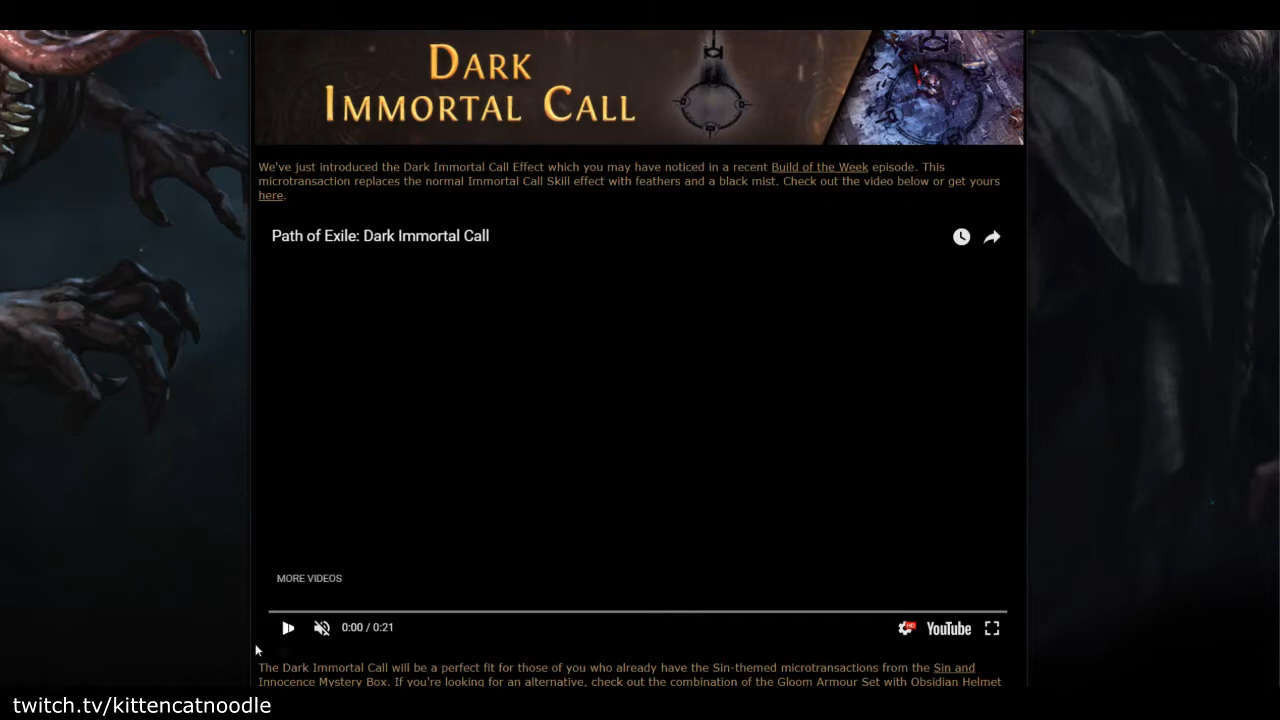 DARK
IMMORTAL CALL
We've just introduced the Dark Immortal Call Effect which you may have noticed in a recent Build of the Week episode. This
microtransaction replaces the normal Immortal Call Skill effect with feathers and a black mist. Check out the video below or get yours
here.
Path of Exile: Dark Immortal Call
MORE VIDEOS
0:00 / 0:21
HD
YouTube
The Dark Immortal Call will be a perfect fit for those of you who already have the Sin-themed microtransactions from the Sin and
Innocence Mystery Box. If you're looking for an alternative, check out the combination of the Gloom Armour Set with Obsidian Helmet
twitch.tv/kittencatnoodle